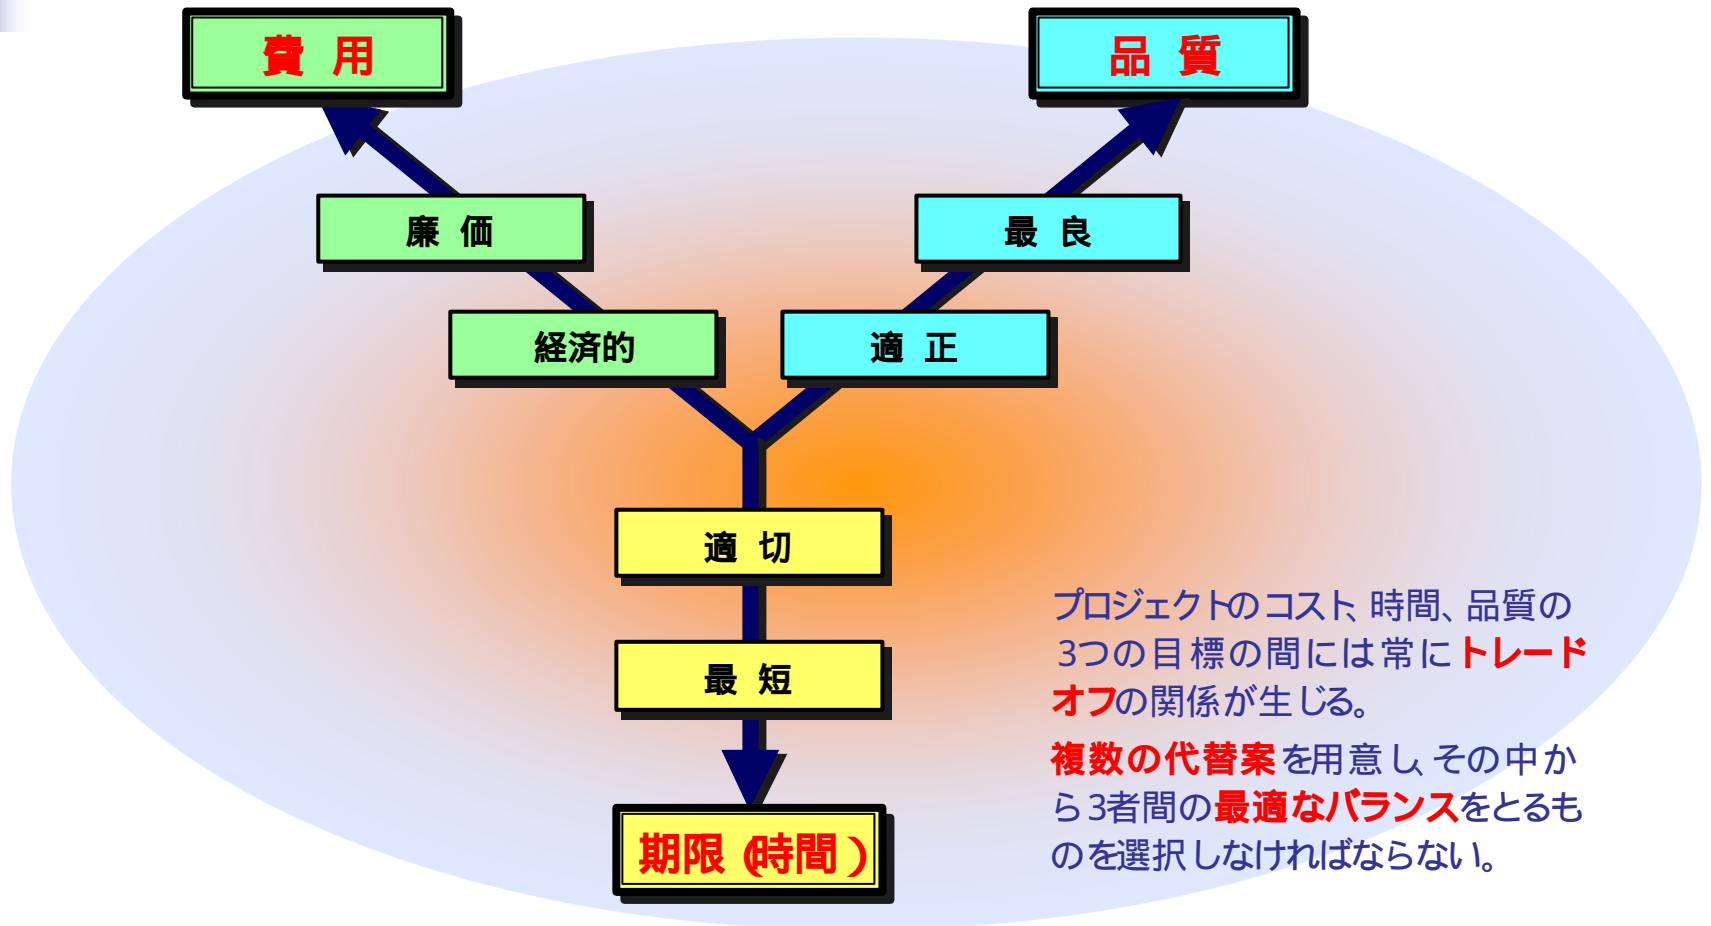 費 用
品 質
廉 価
最 良
経済的
適 正
適 切
最 短
期限(時間)
プロジェクトのコスト、時間、品質の
3つの目標の間には常にトレード
オフの関係が生じる。
複数の代替案を用意し、その中か
ら3者間の最適なバランスをとるも
のを選択しなければならない。